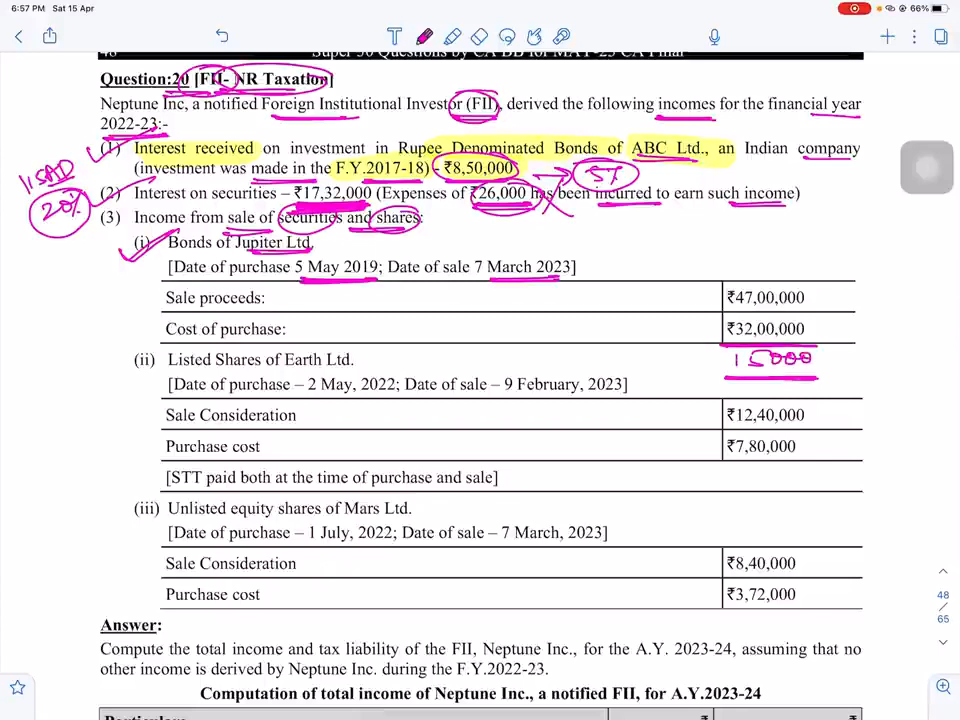 6:57 PM Sat 15 Apr
66%
48 Super 30 Questions by CA BB for MAY-23 CA Final
Question:20 [FII- NR Taxation]
Neptune Inc, a notified Foreign Institutional Investor (FII), derived the following incomes for the financial year
2022-23:-
(1) Interest received on investment in Rupee Denominated Bonds of ABC Ltd., an Indian company
(investment was made in the F.Y.2017-18) - ₹8,50,000
5%
115AD
20%
(2) Interest on securities – ₹17,32,000 (Expenses of ₹26,000 has been incurred to earn such income)
(3) Income from sale of securities and shares:
(i) Bonds of Jupiter Ltd.
[Date of purchase 5 May 2019; Date of sale 7 March 2023]
Sale proceeds: ₹47,00,000
Cost of purchase: ₹32,00,000
15000
(ii) Listed Shares of Earth Ltd.
[Date of purchase – 2 May, 2022; Date of sale – 9 February, 2023]
Sale Consideration ₹12,40,000
Purchase cost ₹7,80,000
[STT paid both at the time of purchase and sale]
(iii) Unlisted equity shares of Mars Ltd.
[Date of purchase – 1 July, 2022; Date of sale – 7 March, 2023]
Sale Consideration ₹8,40,000
Purchase cost ₹3,72,000
48
/
65
Answer:
Compute the total income and tax liability of the FII, Neptune Inc., for the A.Y. 2023-24, assuming that no
other income is derived by Neptune Inc. during the F.Y.2022-23.
Computation of total income of Neptune Inc., a notified FII, for A.Y.2023-24
Particulars ₹ ₹